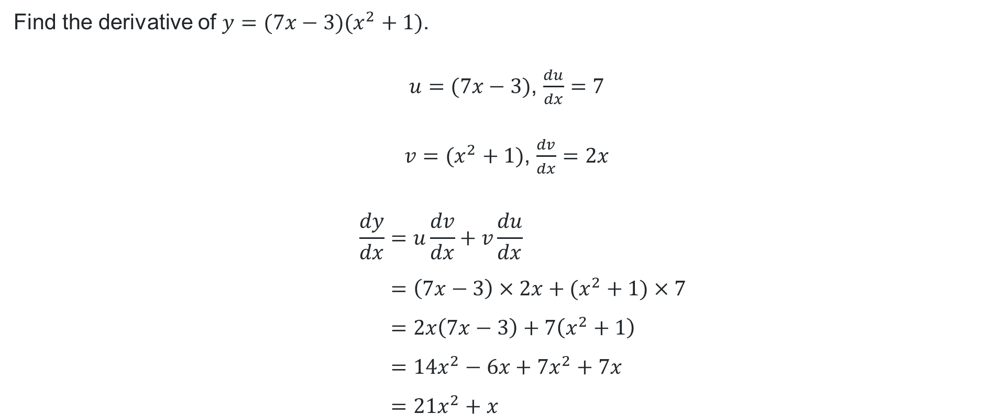 Find the derivative of y = (7x − 3)(x² + 1).
u = (7x − 3), du/dx = 7
v = (x² + 1), dv/dx = 2x
dy/dx = u dv/dx + v du/dx
= (7x − 3) × 2x + (x² + 1) × 7
= 2x(7x − 3) + 7(x² + 1)
= 14x² − 6x + 7x² + 7x
= 21x² + x